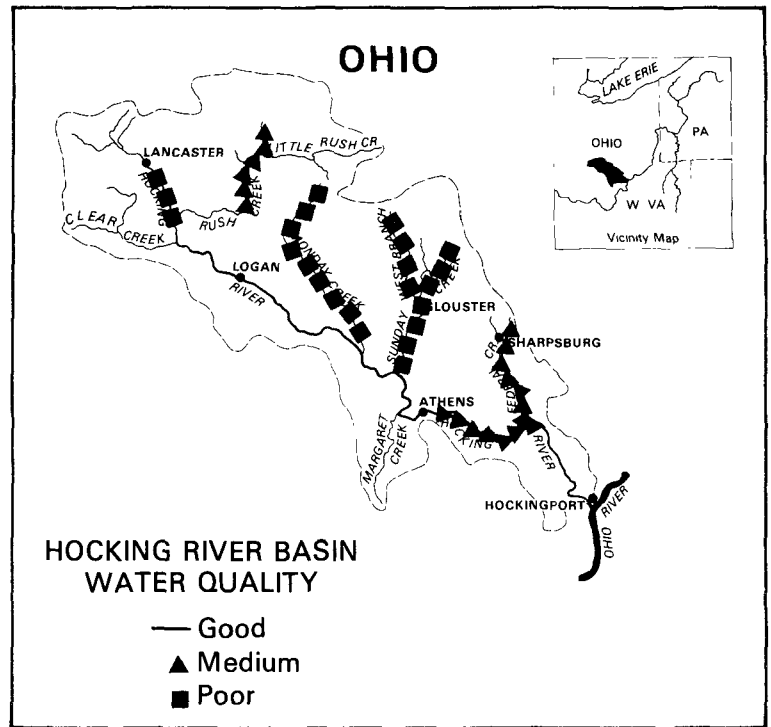 OHIO
LAKE ERIE
OHIO
PA
W VA
Vicinity Map
LANCASTER
HOCKING
ITTLE RUSH CR
CREEK
RUSH
CLEAR
CREEK
LOGAN
RIVER
MONDAY CREEK
WEST BRANCH
CREEK
SUNDAY
GLOUSTER
CR
SHARPSBURG
FEDERAL
ATHENS
HOCKING
RIVER
MARGARET
CREEK
HOCKINGPORT
OHIO
RIVER
HOCKING RIVER BASIN
WATER QUALITY
Good
Medium
Poor